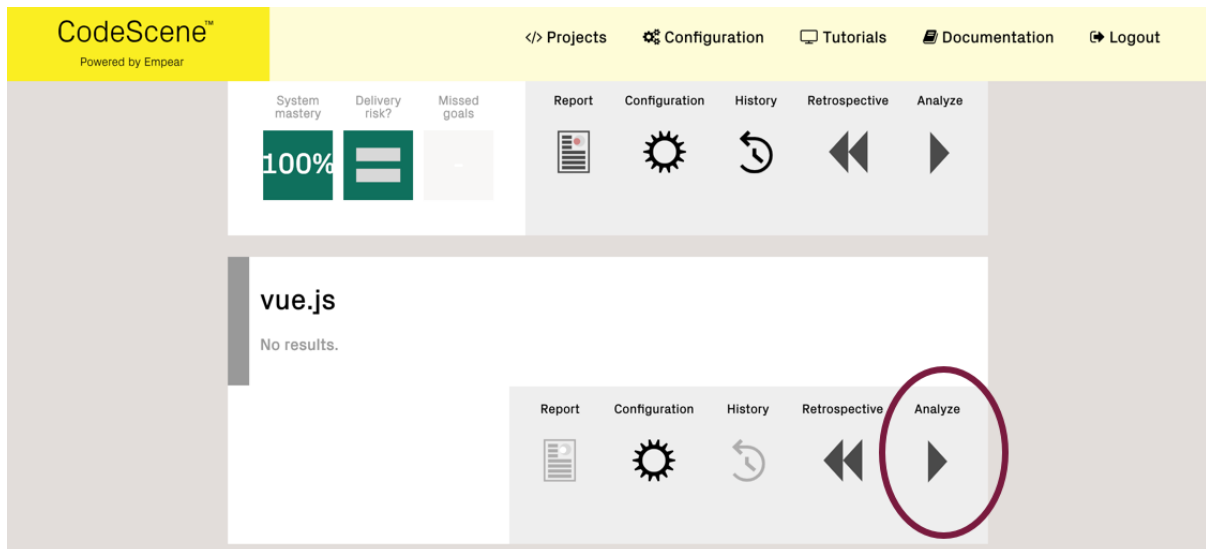 CodeScene™
Powered by Empear
Projects Configuration Tutorials Documentation Logout
System mastery Delivery risk? Missed goals
Report Configuration History Retrospective Analyze
100% -
vue.js
No results.
Report Configuration History Retrospective Analyze